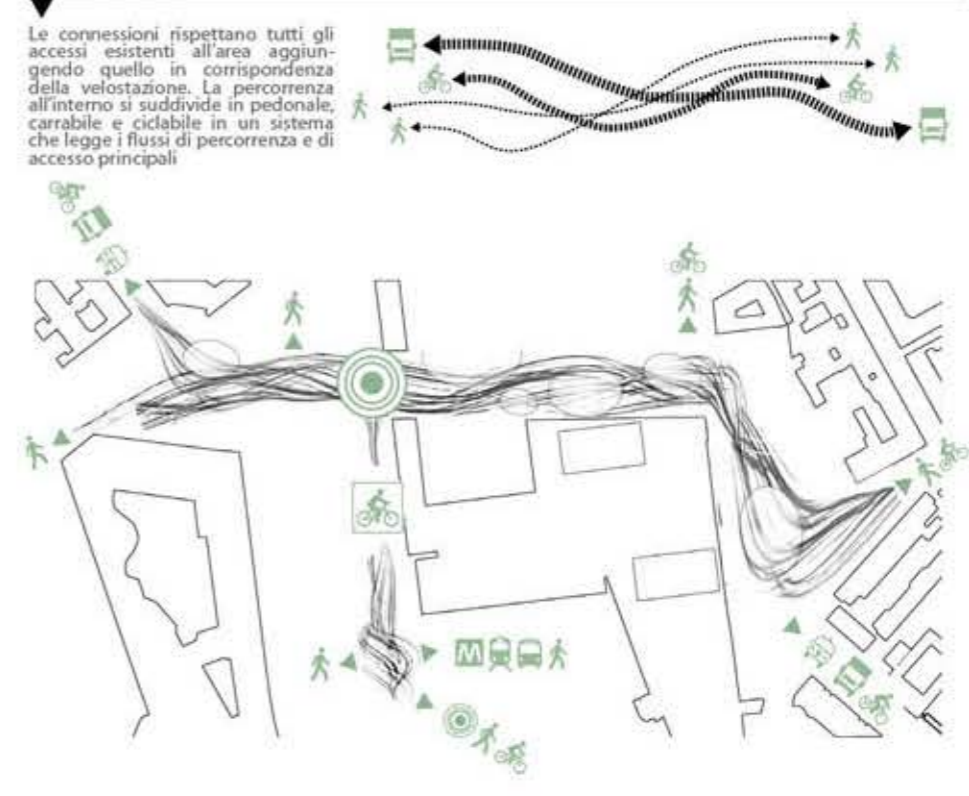 Le connessioni rispettano tutti gli
accessi esistenti all'area aggiun-
gendo quello in corrispondenza
della velostazione. La percorrenza
all'interno si suddivide in pedonale,
carrabile e ciclabile in un sistema
che legge i flussi di percorrenza e di
accesso principali
M